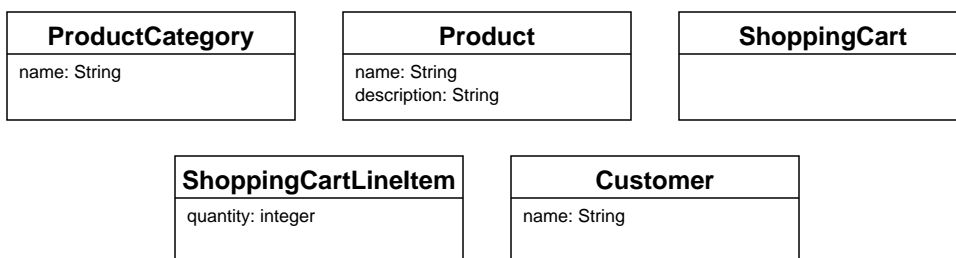 ProductCategory
name: String
Product
name: String
description: String
ShoppingCart
ShoppingCartLineItem
quantity: integer
Customer
name: String